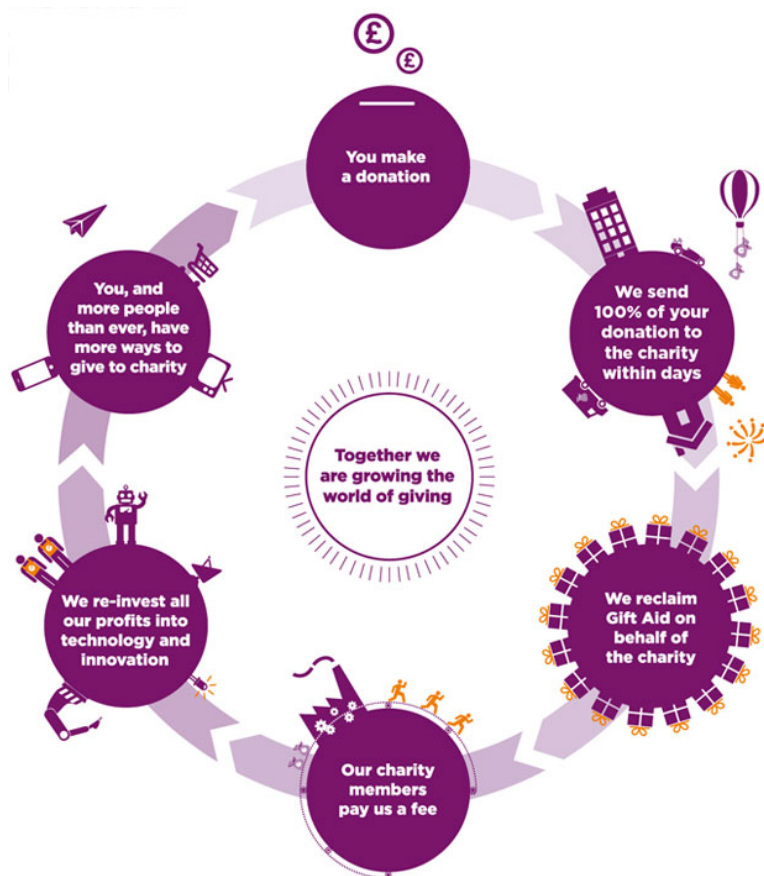 £
£
You make
a donation
We send
100% of your
donation to
the charity
within days
We reclaim
Gift Aid on
behalf of
the charity
Our charity
members
pay us a fee
We re-invest all
our profits into
technology and
innovation
You, and
more people
than ever, have
more ways to
give to charity
Together we
are growing the
world of giving